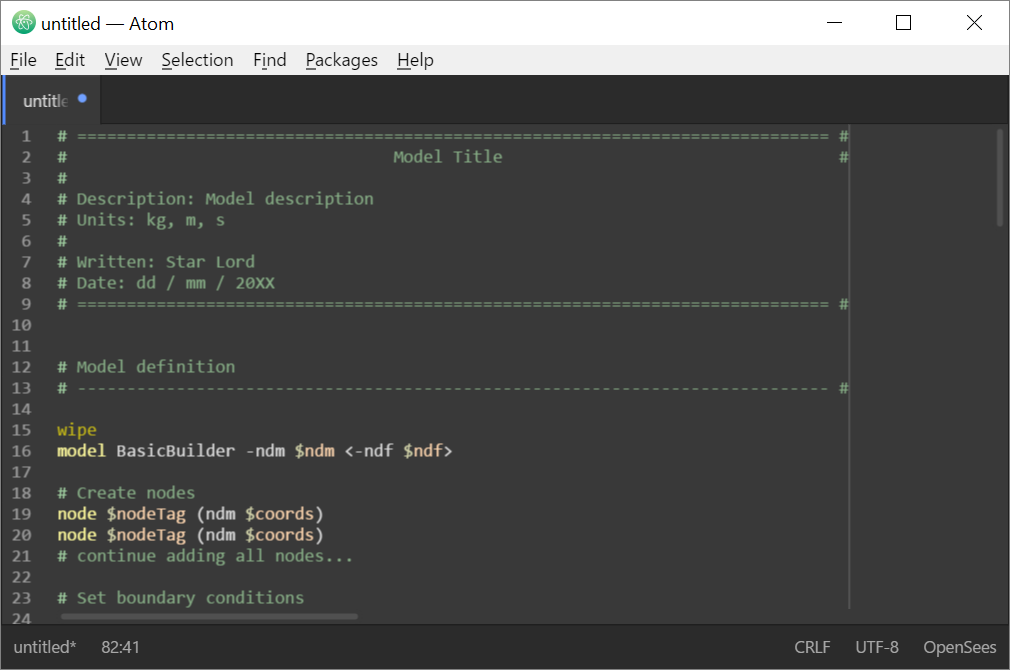 untitled — Atom
File Edit View Selection Find Packages Help
untitle
1 # ============================================================================ #
2 # Model Title #
3 #
4 # Description: Model description
5 # Units: kg, m, s
6 #
7 # Written: Star Lord
8 # Date: dd / mm / 20XX
9 # ============================================================================ #
10
11
12 # Model definition
13 # ---------------------------------------------------------------------------- #
14
15 wipe
16 model BasicBuilder -ndm $ndm <-ndf $ndf>
17
18 # Create nodes
19 node $nodeTag (ndm $coords)
20 node $nodeTag (ndm $coords)
21 # continue adding all nodes...
22
23 # Set boundary conditions
24
untitled* 82:41 CRLF UTF-8 OpenSees